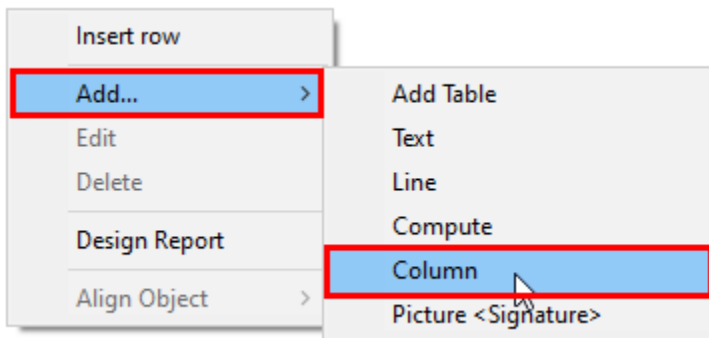 Insert row
Add...
Edit
Delete
Design Report
Align Object
Add Table
Text
Line
Compute
Column
Picture <Signature>